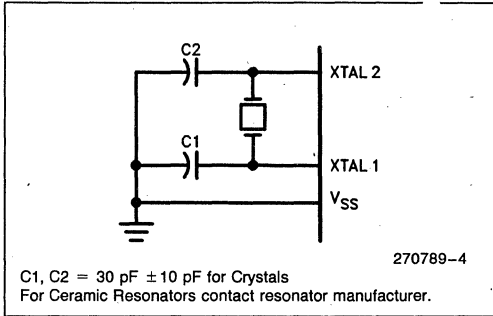 C2
XTAL 2
C1
XTAL 1
VSS
270789–4
C1, C2 = 30 pF ±10 pF for Crystals
For Ceramic Resonators contact resonator manufacturer.